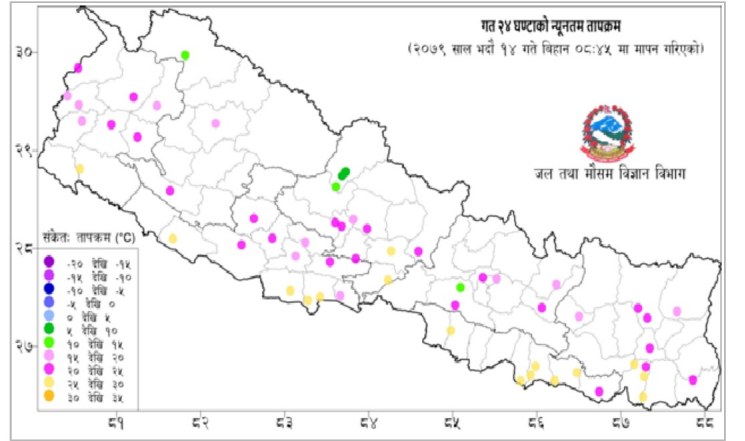 गत २४ घण्टाको न्यूनतम तापक्रम
(२०७९ साल भदौ १४ गते बिहान ०८:४५ मा मापन गरिएको)
३०
२९
जल तथा मौसम विज्ञान विभाग
२८
संकेतः तापक्रम (°C)
-२० देखि -१५
-१५ देखि -१०
-१० देखि -५
-५ देखि ०
० देखि ५
५ देखि १०
१० देखि १५
१५ देखि २०
२० देखि २५
२५ देखि ३०
३० देखि ३५
२७
८१ ८२ ८३ ८४ ८५ ८६ ८७ ८८